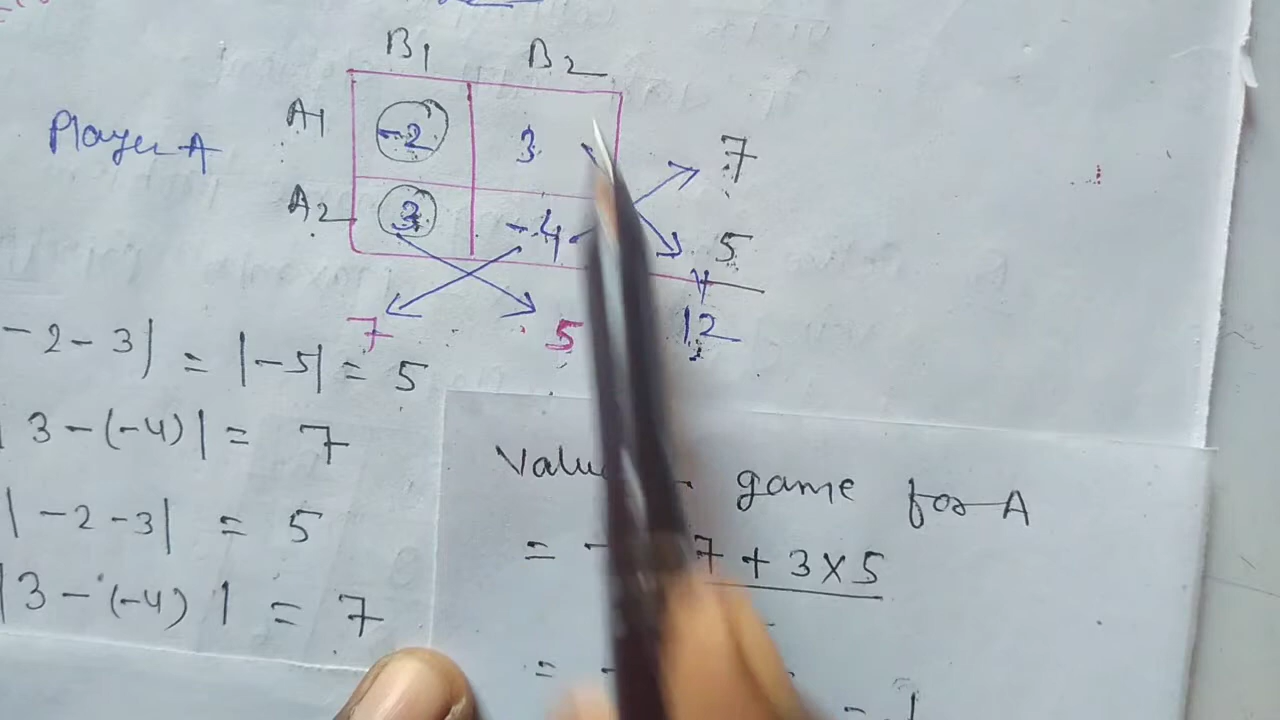 B1 B2
Player A A1 -2 3 7
A2 3 -4 5
7 5 12
-2-3| = |-5| = 5
|3-(-4)| = 7
|-2-3| = 5
|3-(-4)| = 7
game for A
= - 7 + 3×5
= -
= - 1